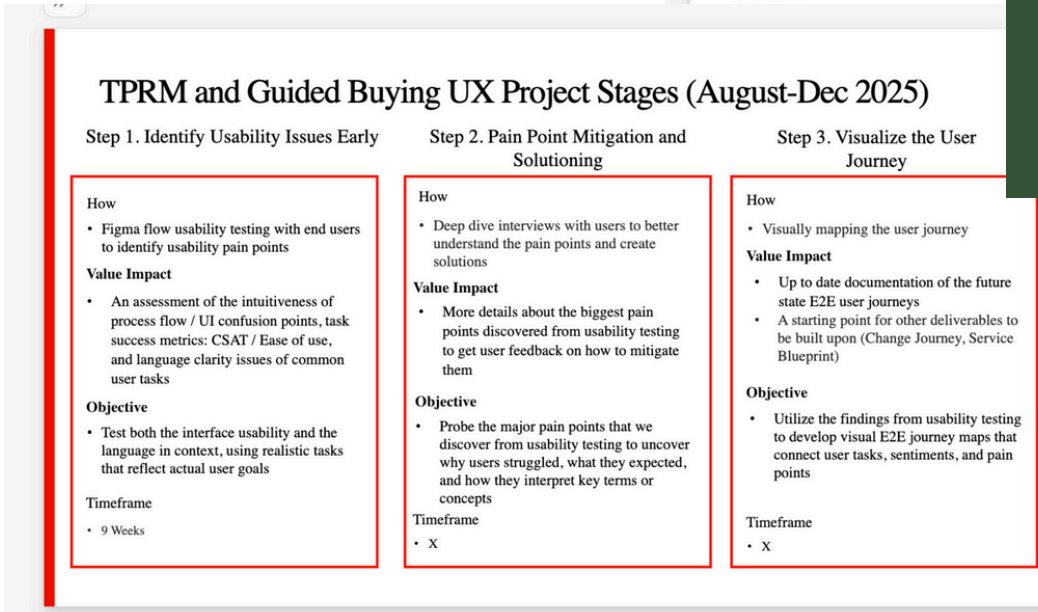 TPRM and Guided Buying UX Project Stages (August-Dec 2025)
Step 1. Identify Usability Issues Early
How
• Figma flow usability testing with end users
to identify usability pain points
Value Impact
• An assessment of the intuitiveness of
process flow / UI confusion points, task
success metrics: CSAT / Ease of use,
and language clarity issues of common
user tasks
Objective
• Test both the interface usability and the
language in context, using realistic tasks
that reflect actual user goals
Timeframe
• 9 Weeks
Step 2. Pain Point Mitigation and
Solutioning
How
• Deep dive interviews with users to better
understand the pain points and create
solutions
Value Impact
• More details about the biggest pain
points discovered from usability testing
to get user feedback on how to mitigate
them
Objective
• Probe the major pain points that we
discover from usability testing to uncover
why users struggled, what they expected,
and how they interpret key terms or
concepts
Timeframe
• X
Step 3. Visualize the User
Journey
How
• Visually mapping the user journey
Value Impact
• Up to date documentation of the future
state E2E user journeys
• A starting point for other deliverables to
be built upon (Change Journey, Service
Blueprint)
Objective
• Utilize the findings from usability testing
to develop visual E2E journey maps that
connect user tasks, sentiments, and pain
points
Timeframe
• X